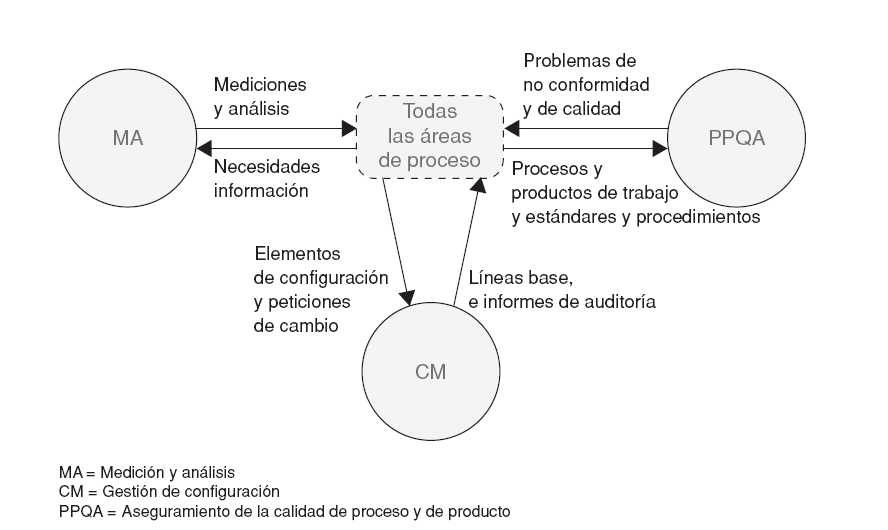 Mediciones
y análisis
Problemas de
no conformidad
y de calidad
Todas
las áreas
de proceso
MA
PPQA
Necesidades
información
Procesos y
productos de trabajo
y estándares y procedimientos
Elementos
de configuración
y peticiones
de cambio
Líneas base,
e informes de auditoría
CM
MA = Medición y análisis
CM = Gestión de configuración
PPQA = Aseguramiento de la calidad de proceso y de producto